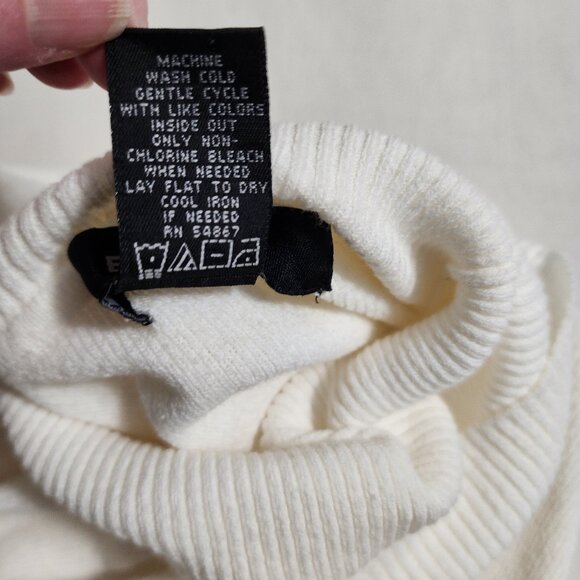 MACHINE
WASH COLD
GENTLE CYCLE
WITH LIKE COLORS
INSIDE OUT
ONLY NON-
CHLORINE BLEACH
WHEN NEEDED
LAY FLAT TO DRY
COOL IRON
IF NEEDED
RN 54867